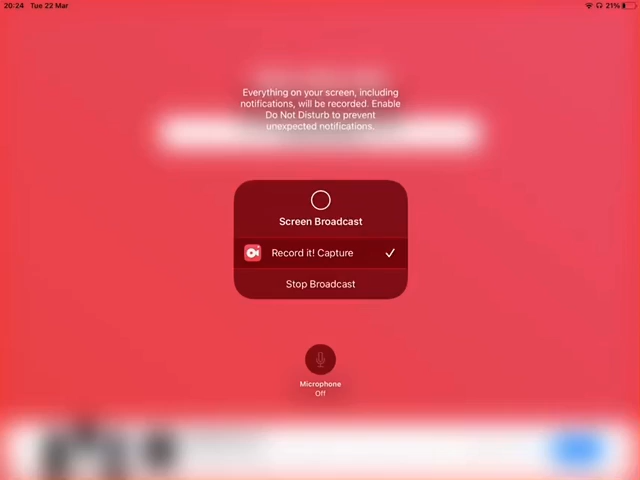 20:24 Tue 22 Mar
21%
Everything on your screen, including
notifications, will be recorded. Enable
Do Not Disturb to prevent
unexpected notifications.
Screen Broadcast
Record it! Capture
Stop Broadcast
Microphone
Off